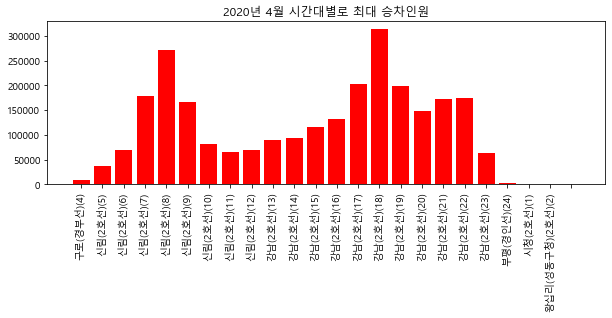 2020년 4월 시간대별로 최대 승차인원
300000
250000
200000
150000
100000
50000
0
구로(경부선)(4)
신림(2호선)(5)
신림(2호선)(6)
신림(2호선)(7)
신림(2호선)(8)
신림(2호선)(9)
신림(2호선)(10)
신림(2호선)(11)
신림(2호선)(12)
강남(2호선)(13)
강남(2호선)(14)
강남(2호선)(15)
강남(2호선)(16)
강남(2호선)(17)
강남(2호선)(18)
강남(2호선)(19)
강남(2호선)(20)
강남(2호선)(21)
강남(2호선)(22)
강남(2호선)(23)
부평(경인선)(24)
시청(2호선)(1)
왕십리(성동구청)(2호선)(2)